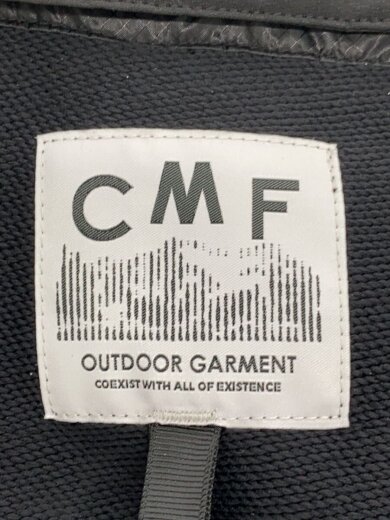 CMF
OUTDOOR GARMENT
COEXIST WITH ALL OF EXISTENCE